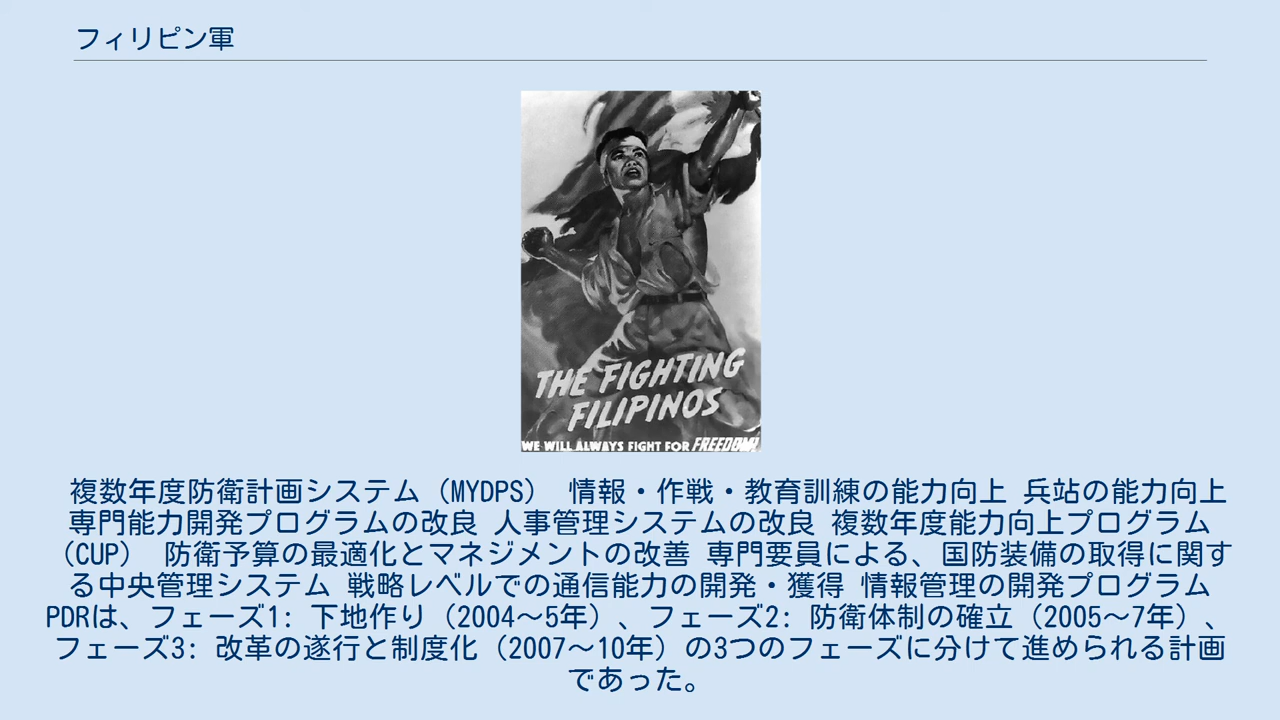 フィリピン軍
THE FIGHTING
FILIPINOS
WE WILL ALWAYS FIGHT FOR FREEDOM!
複数年度防衛計画システム（MYDPS） 情報・作戦・教育訓練の能力向上 兵站の能力向上
専門能力開発プログラムの改良 人事管理システムの改良 複数年度能力向上プログラム
（CUP） 防衛予算の最適化とマネジメントの改善 専門要員による、国防装備の取得に関す
る中央管理システム 戦略レベルでの通信能力の開発・獲得 情報管理の開発プログラム
PDRは、フェーズ1: 下地作り（2004〜5年）、フェーズ2: 防衛体制の確立（2005〜7年）、
フェーズ3: 改革の遂行と制度化（2007〜10年）の3つのフェーズに分けて進められる計画
であった。